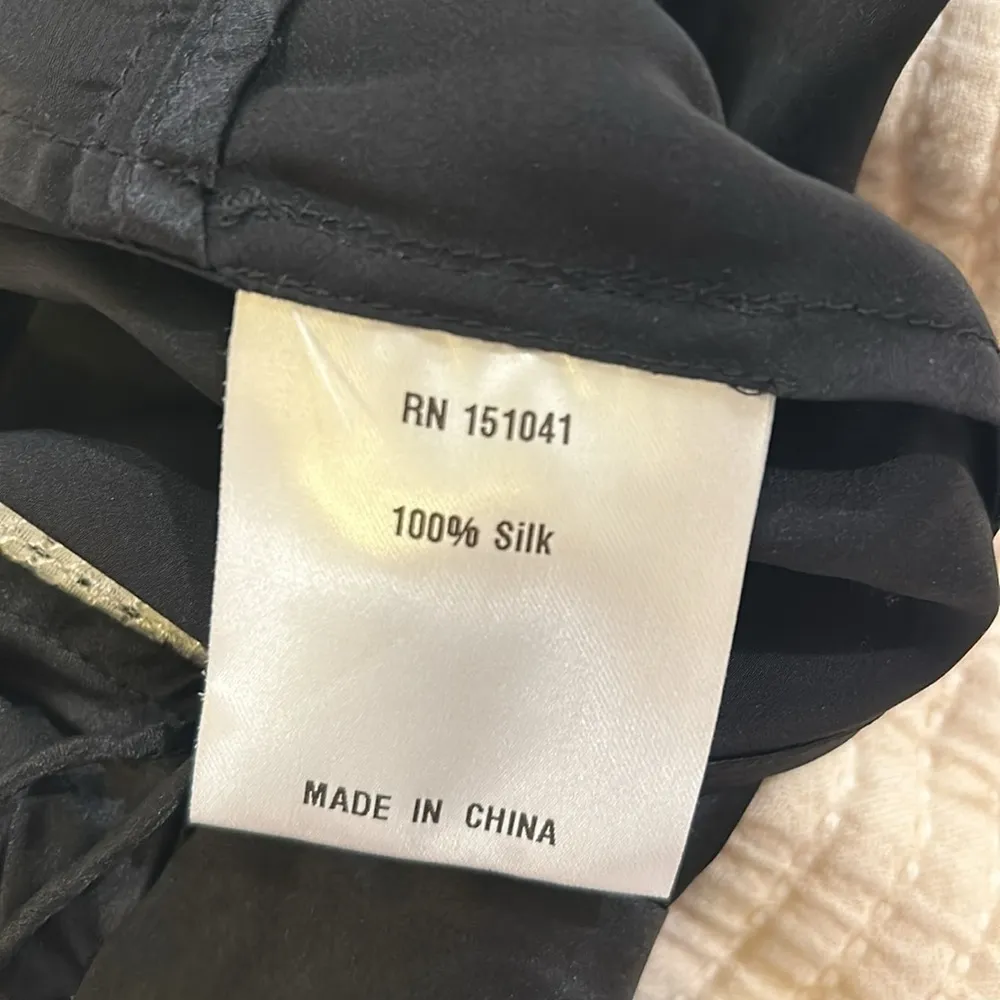 RN 151041
100% Silk
MADE IN CHINA